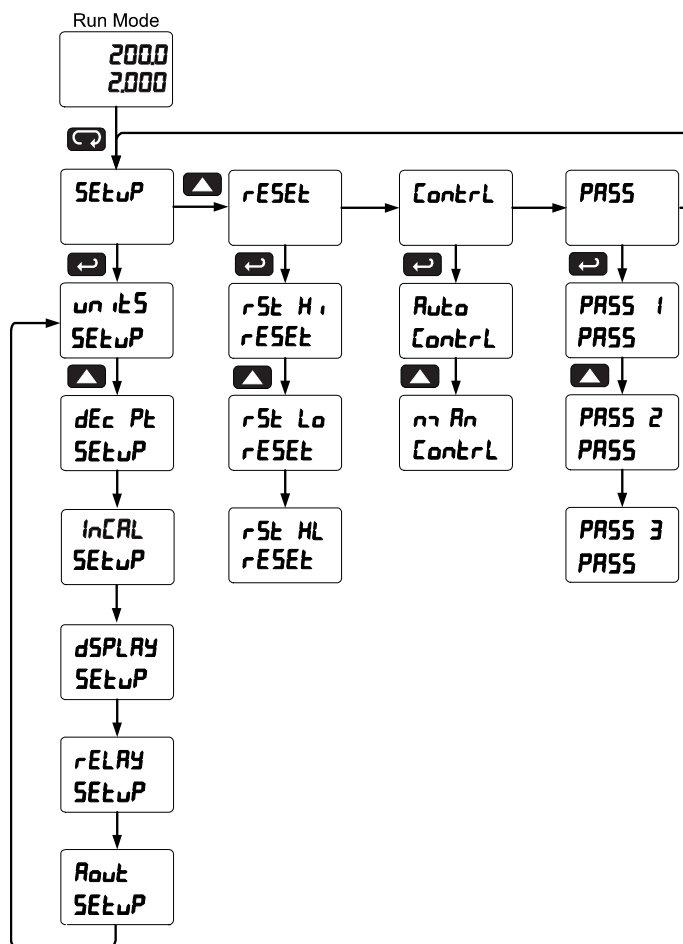 Run Mode
200.0
2.000
SEtuP
rESEt
ContrL
PASS
unitS
SEtuP
rSt Hi
rESEt
Auto
ContrL
PASS 1
PASS
dEc Pt
SEtuP
rSt Lo
rESEt
mAn
ContrL
PASS 2
PASS
InCAL
SEtuP
rSt HL
rESEt
PASS 3
PASS
dSPLAY
SEtuP
rELAY
SEtuP
Aout
SEtuP